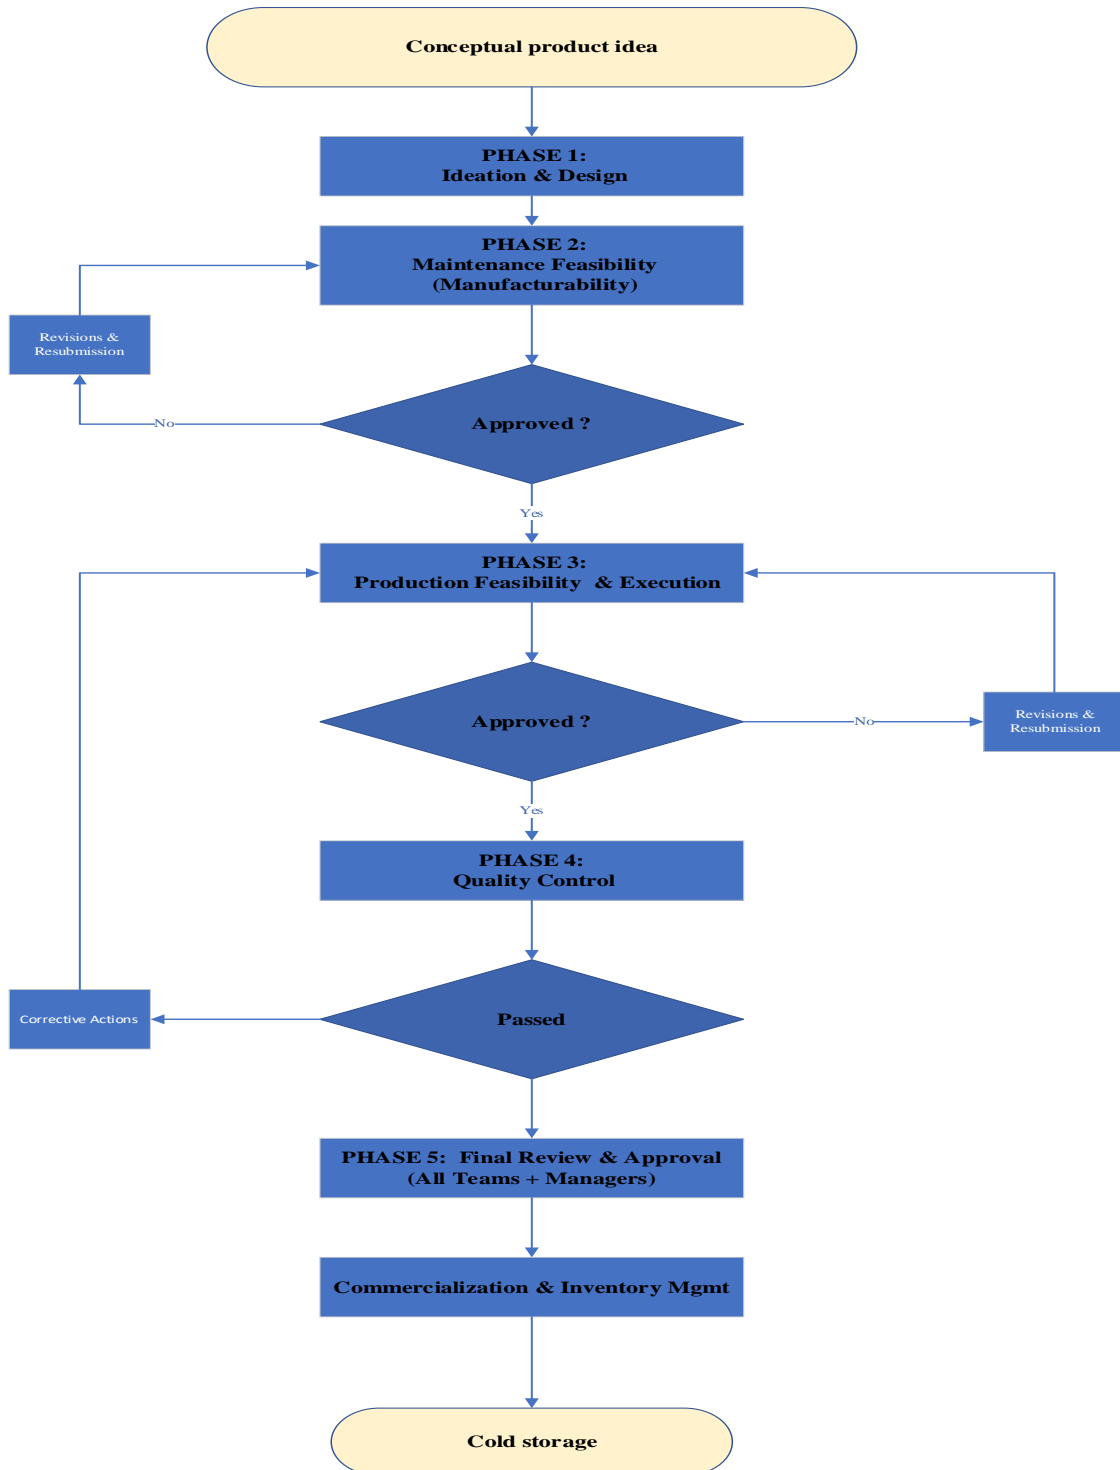 Conceptual product idea
PHASE 1:
Ideation & Design
PHASE 2:
Maintenance Feasibility
(Manufacturability)
Revisions &
Resubmission
Approved ?
No
Yes
PHASE 3:
Production Feasibility & Execution
Approved ?
No
Revisions &
Resubmission
Yes
PHASE 4:
Quality Control
Passed
Corrective Actions
PHASE 5: Final Review & Approval
(All Teams + Managers)
Commercialization & Inventory Mgmt
Cold storage